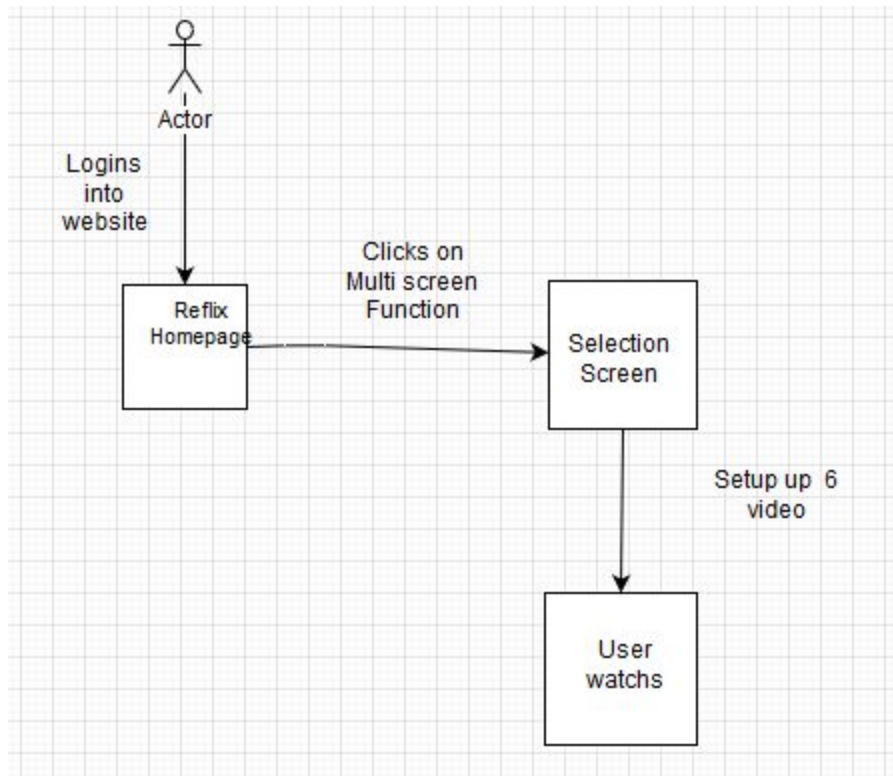 Actor
Logins
into
website
Clicks on
Multi screen
Function
Reflix
Homepage
Selection
Screen
Setup up 6
video
User
watchs